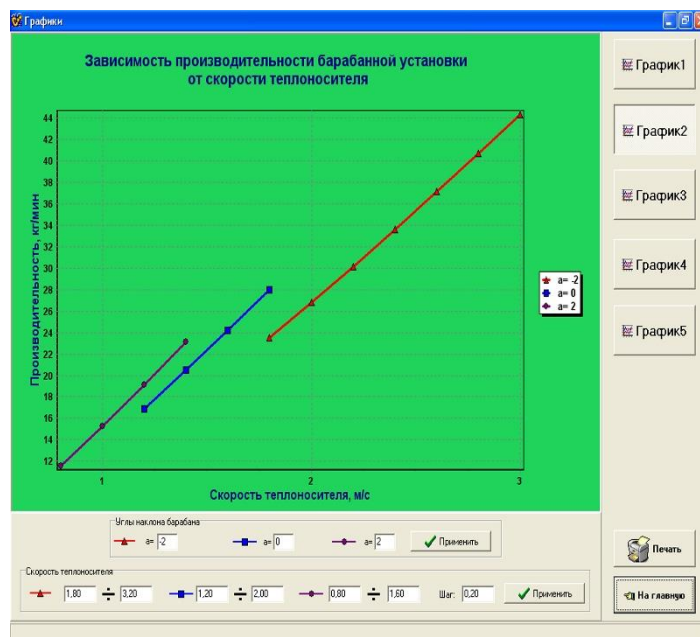 Графики
Зависимость производительности барабанной установки
от скорости теплоносителя
Производительность, кг/мин
44
42
40
38
36
34
32
30
28
26
24
22
20
18
16
14
12
1
2
3
Скорость теплоносителя, м/с
a= -2
a= 0
a= 2
График1
График2
График3
График4
График5
Углы наклона барабана
a= -2 a= 0 a= 2 Применить
Скорость теплоносителя
1,80 ÷ 3,20 1,20 ÷ 2,00 0,80 ÷ 1,60 Шаг: 0,20 Применить
Печать
На главную